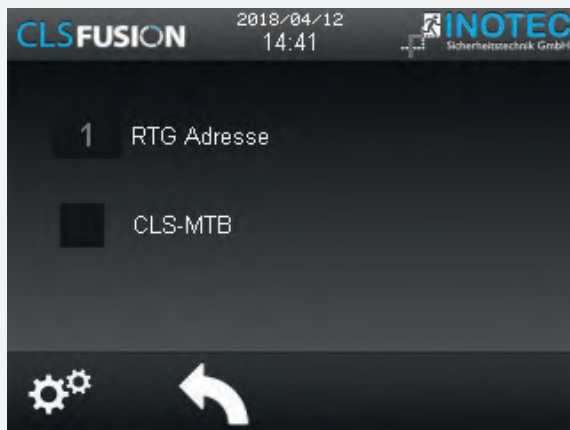 CLSFUSION
2018/04/12
14:41
INOTEC
Sicherheitstechnik GmbH
1 RTG Adresse
CLS-MTB